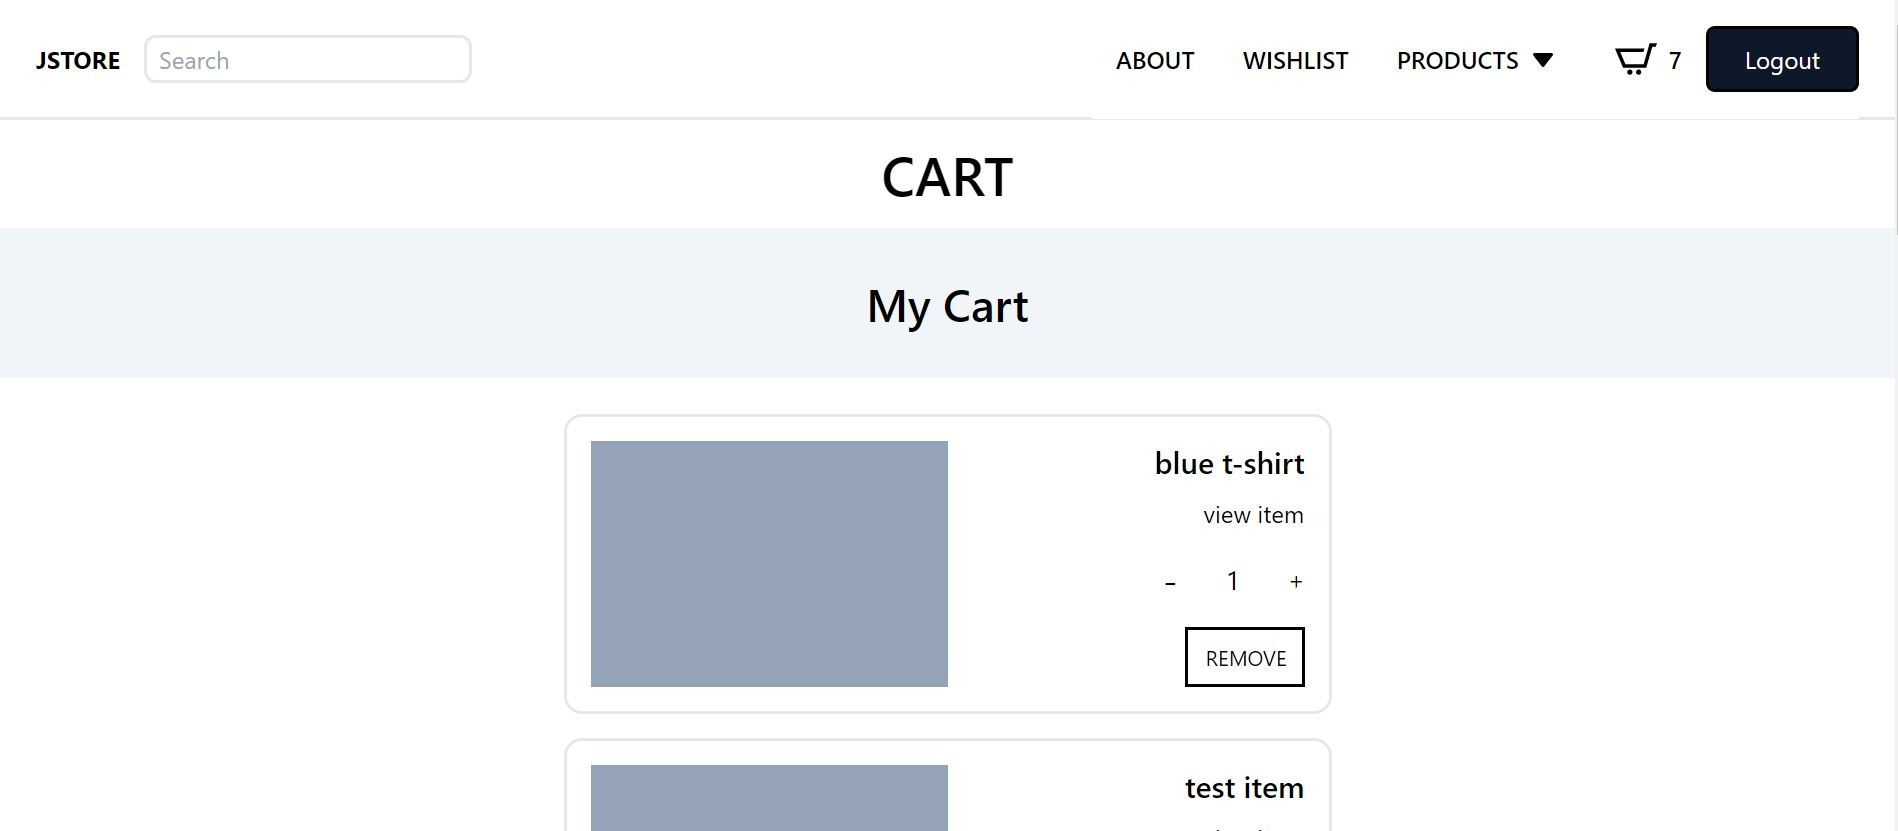 JSTORE Search ABOUT WISHLIST PRODUCTS 7 Logout
CART
My Cart
blue t-shirt
view item
- 1 +
REMOVE
test item